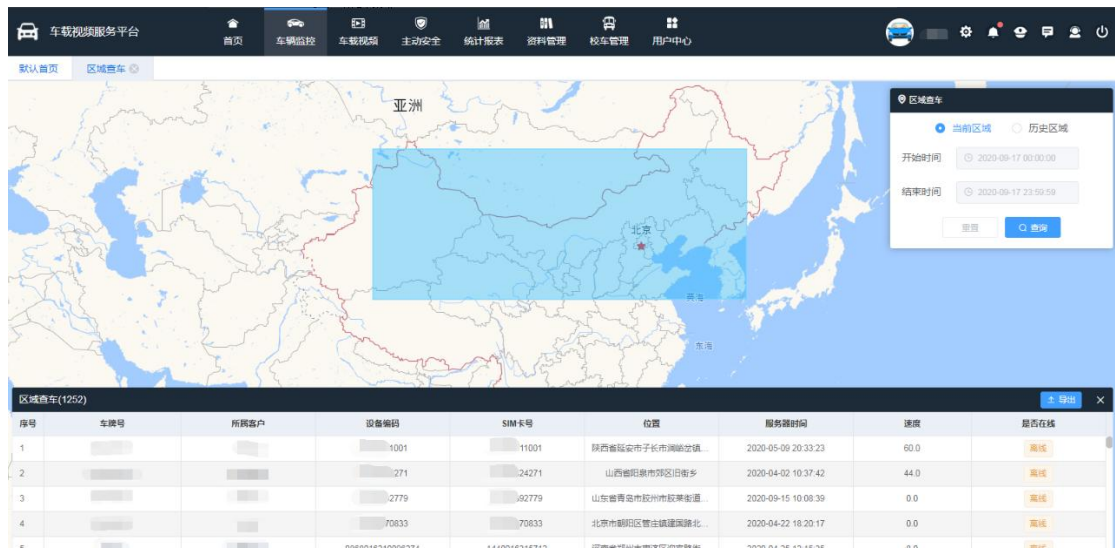 车载视频服务平台
首页 车辆监控 车载视频 主动安全 统计报表 资料管理 校车管理 用户中心
默认首页 区域查车
亚洲
北京
黄海
东海
区域查车
当前区域 历史区域
开始时间 2020-09-17 00:00:00
结束时间 2020-09-17 23:59:59
重置 查询
区域查车(1252) 导出
序号 车牌号 所属客户 设备编码 SIM卡号 位置 服务器时间 速度 是否在线
1 1001 11001 陕西省延安市子长市涧峪岔镇... 2020-05-09 20:33:23 60.0 离线
2 271 24271 山西省阳泉市郊区旧街乡 2020-04-02 10:37:42 44.0 离线
3 2779 92779 山东省青岛市胶州市胶莱街道... 2020-09-15 10:08:39 0.0 离线
4 70833 70833 北京市朝阳区管庄镇建国路北... 2020-04-22 18:20:17 0.0 离线